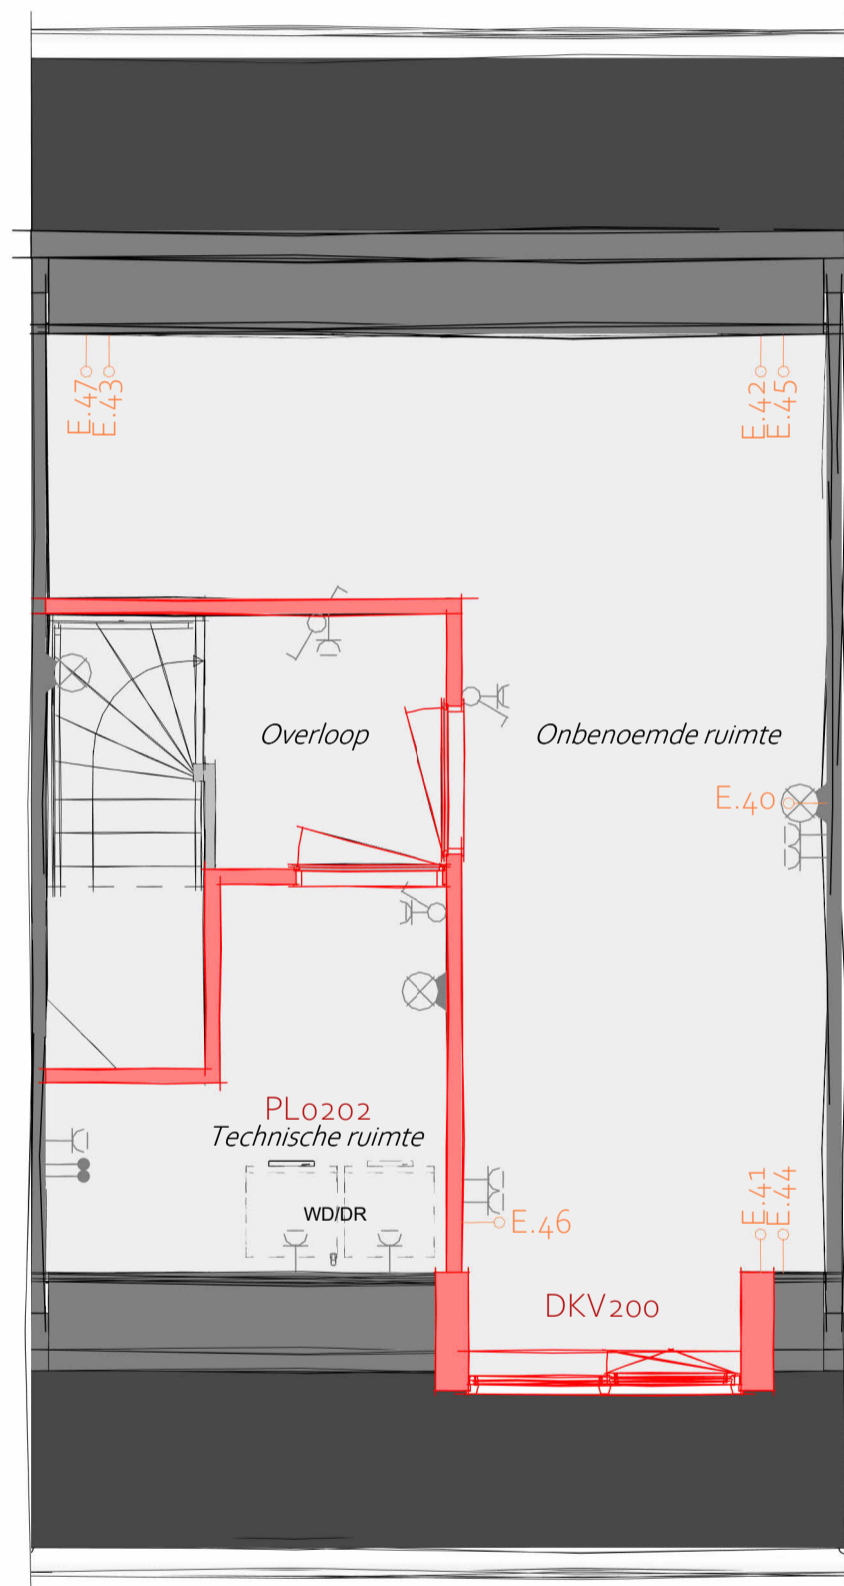 E.47
E.43
E.42
E.45
Overloop
Onbenoemde ruimte
E.40
PL0202
Technische ruimte
WD/DR
E.41
E.44
E.46
DKV200